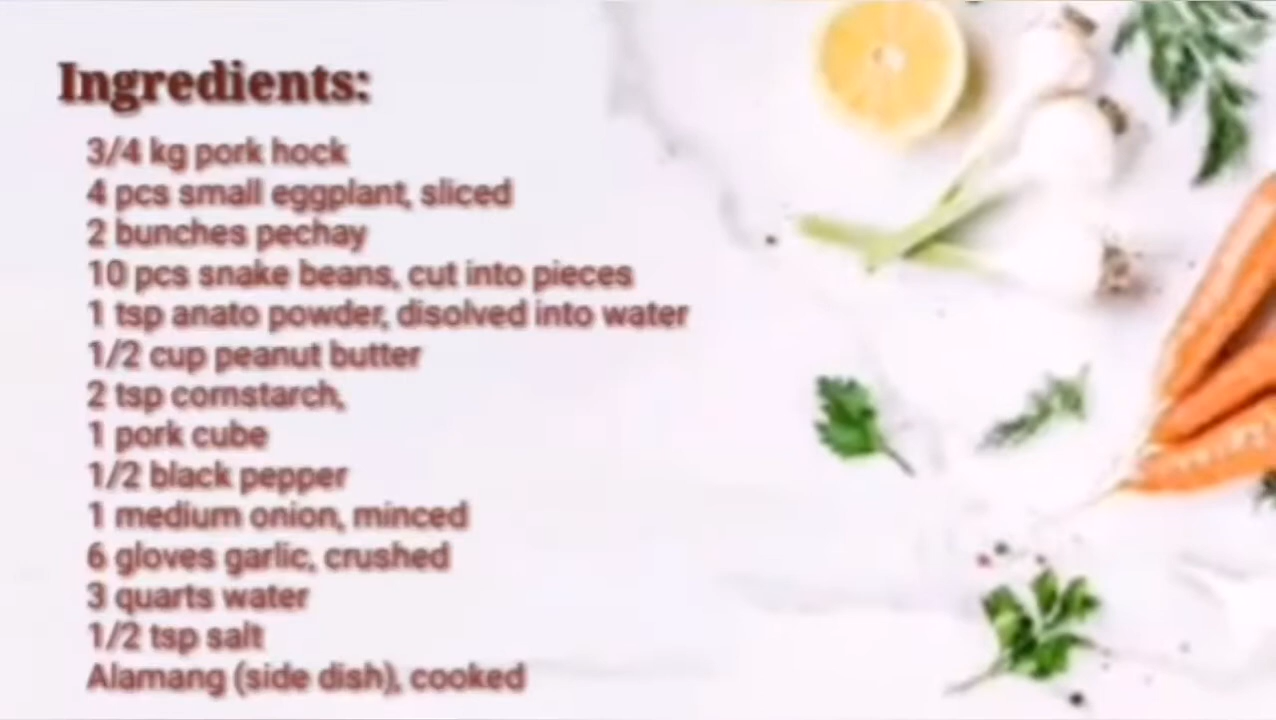 Ingredients:
3/4 kg pork hock
4 pcs small eggplant, sliced
2 bunches pechay
10 pcs snake beans, cut into pieces
1 tsp anato powder, disolved into water
1/2 cup peanut butter
2 tsp cornstarch,
1 pork cube
1/2 black pepper
1 medium onion, minced
6 gloves garlic, crushed
3 quarts water
1/2 tsp salt
Alamang (side dish), cooked